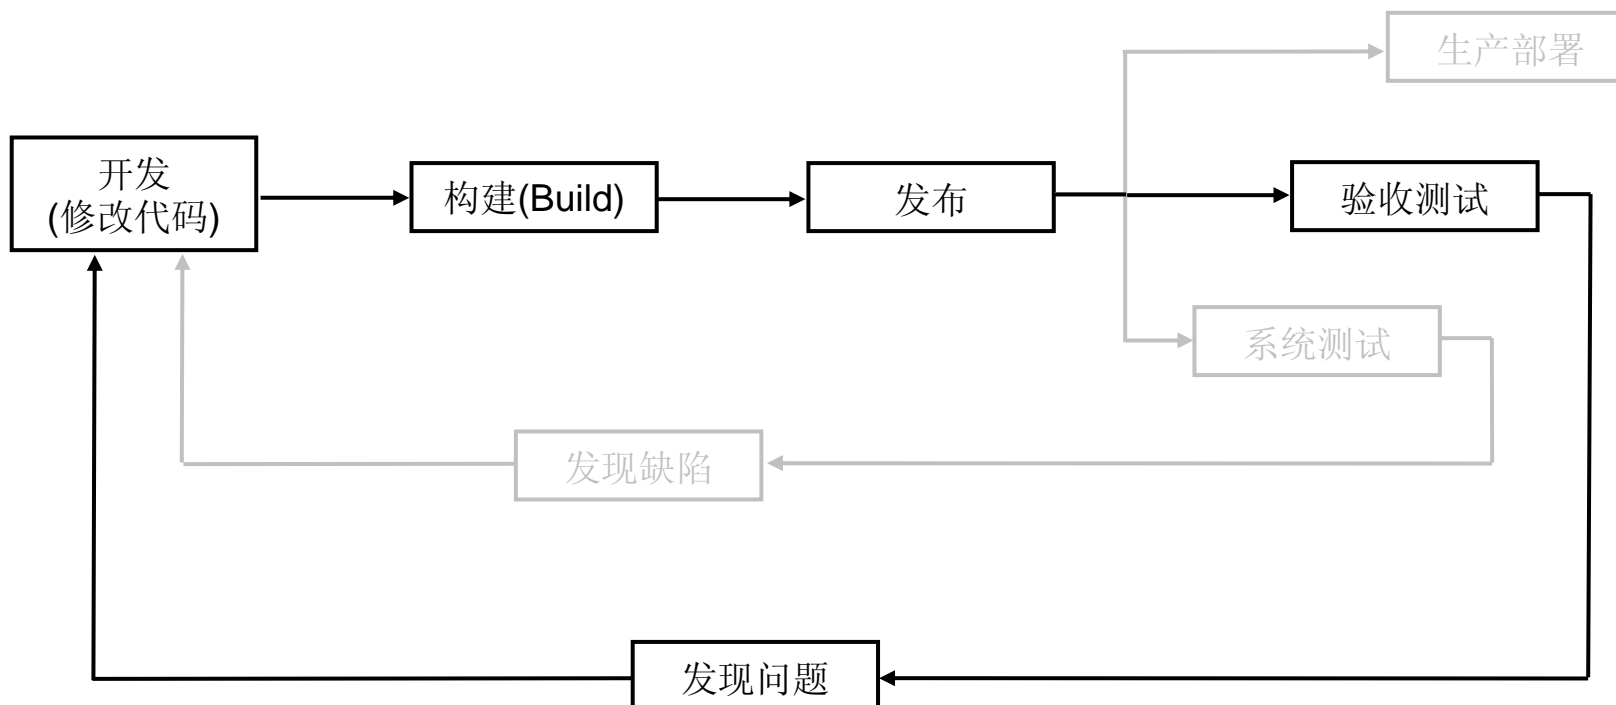 生产部署
开发
(修改代码)
构建(Build)
发布
验收测试
系统测试
发现缺陷
发现问题